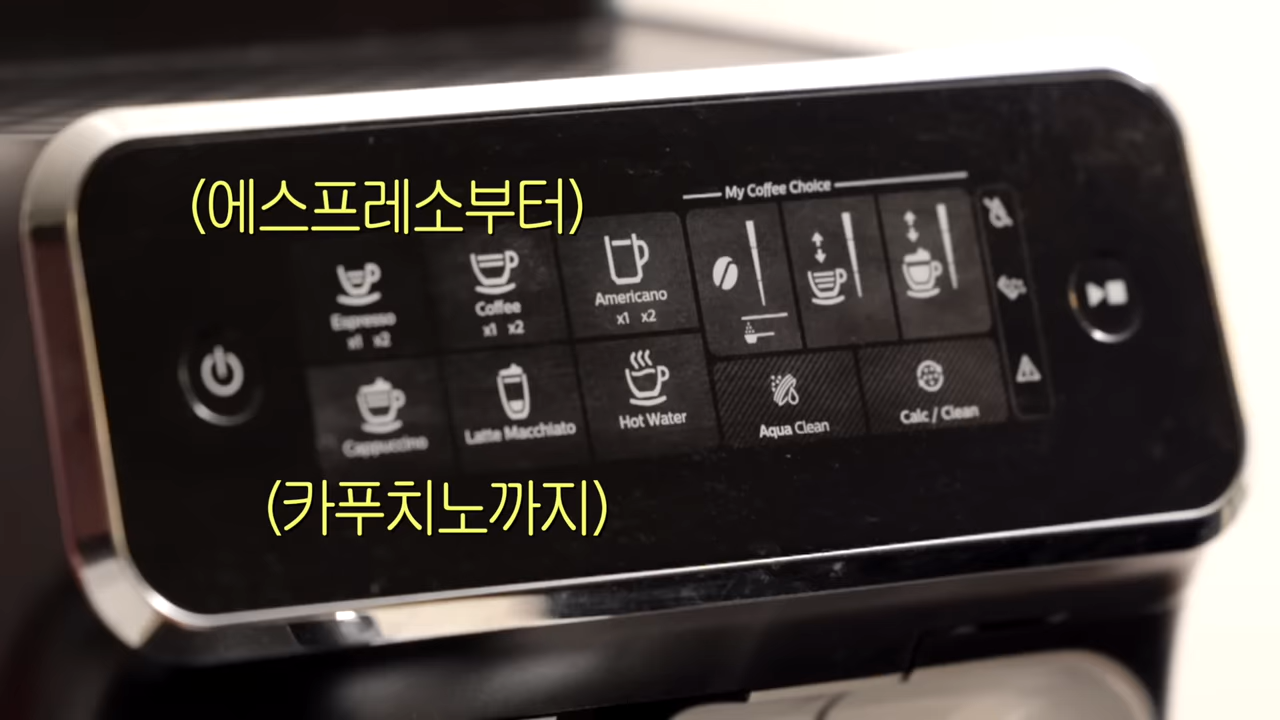 (에스프레소부터)
My Coffee Choice
Espresso
x1 x2
Coffee
x1 x2
Americano
x1 x2
Cappuccino
Latte Macchiato
Hot Water
Aqua Clean
Calc / Clean
(카푸치노까지)